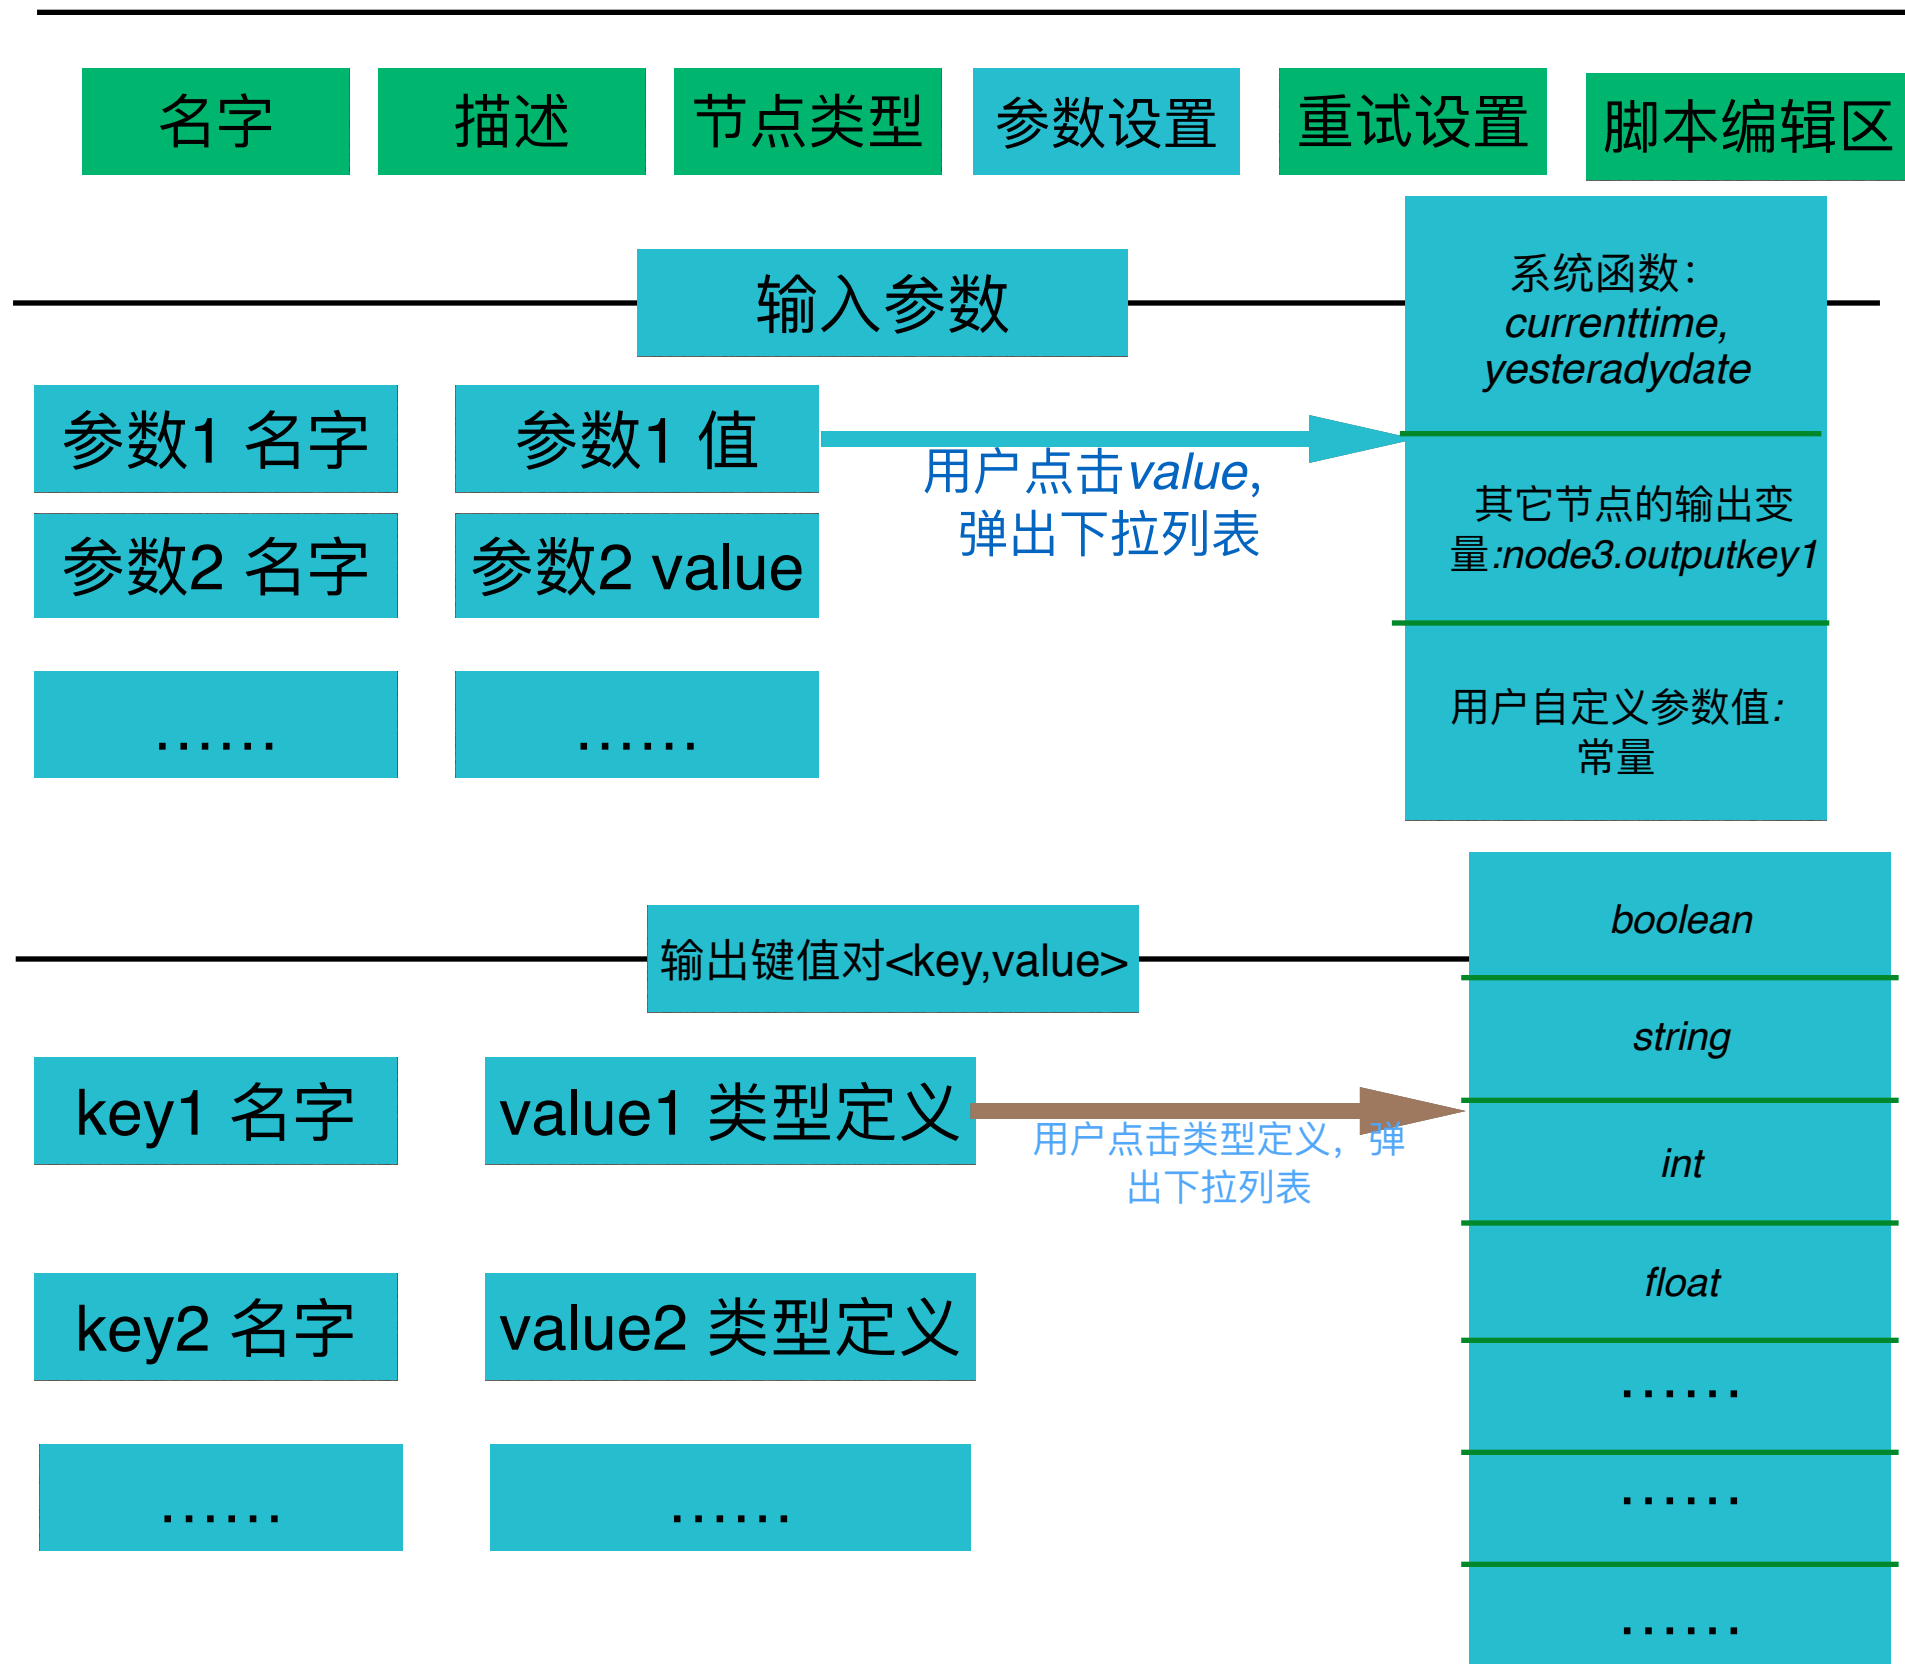 名字
描述
节点类型
参数设置
重试设置
脚本编辑区
输入参数
系统函数：
currenttime,
yesteradydate
参数1 名字
参数1 值
用户点击value，
弹出下拉列表
其它节点的输出变
量:node3.outputkey1
参数2 名字
参数2 value
……
……
用户自定义参数值:
常量
输出键值对<key,value>
boolean
string
int
float
……
……
……
key1 名字
value1 类型定义
用户点击类型定义，弹
出下拉列表
key2 名字
value2 类型定义
……
……